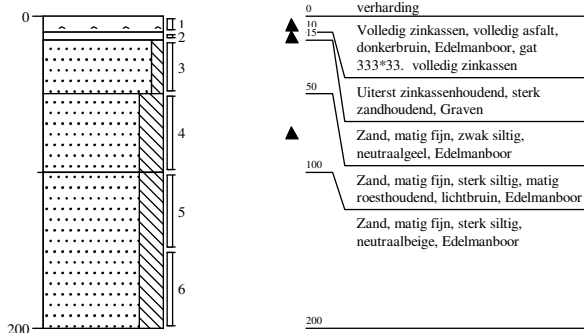 0
1
2
3
4
5
6
200
0
verharding
10
15
Volledig zinkassen, volledig asfalt,
donkerbruin, Edelmanboor, gat
333*33. volledig zinkassen
50
Uiterst zinkassenhoudend, sterk
zandhoudend, Graven
Zand, matig fijn, zwak siltig,
neutraalgeel, Edelmanboor
100
Zand, matig fijn, sterk siltig, matig
roesthoudend, lichtbruin, Edelmanboor
Zand, matig fijn, sterk siltig,
neutraalbeige, Edelmanboor
200